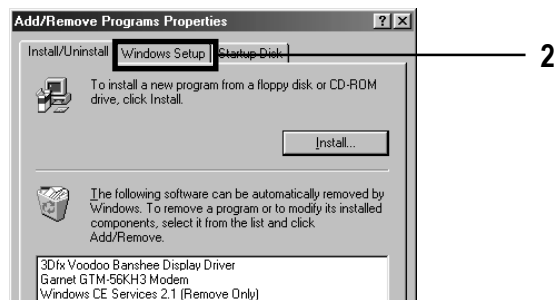 Add/Remove Programs Properties
Install/Uninstall Windows Setup Startup Disk
2
To install a new program from a floppy disk or CD-ROM
drive, click Install.
Install...
The following software can be automatically removed by
Windows. To remove a program or to modify its installed
components, select it from the list and click
Add/Remove.
3Dfx Voodoo Banshee Display Driver
Garnet GTM-56KH3 Modem
Windows CE Services 2.1 (Remove Only)